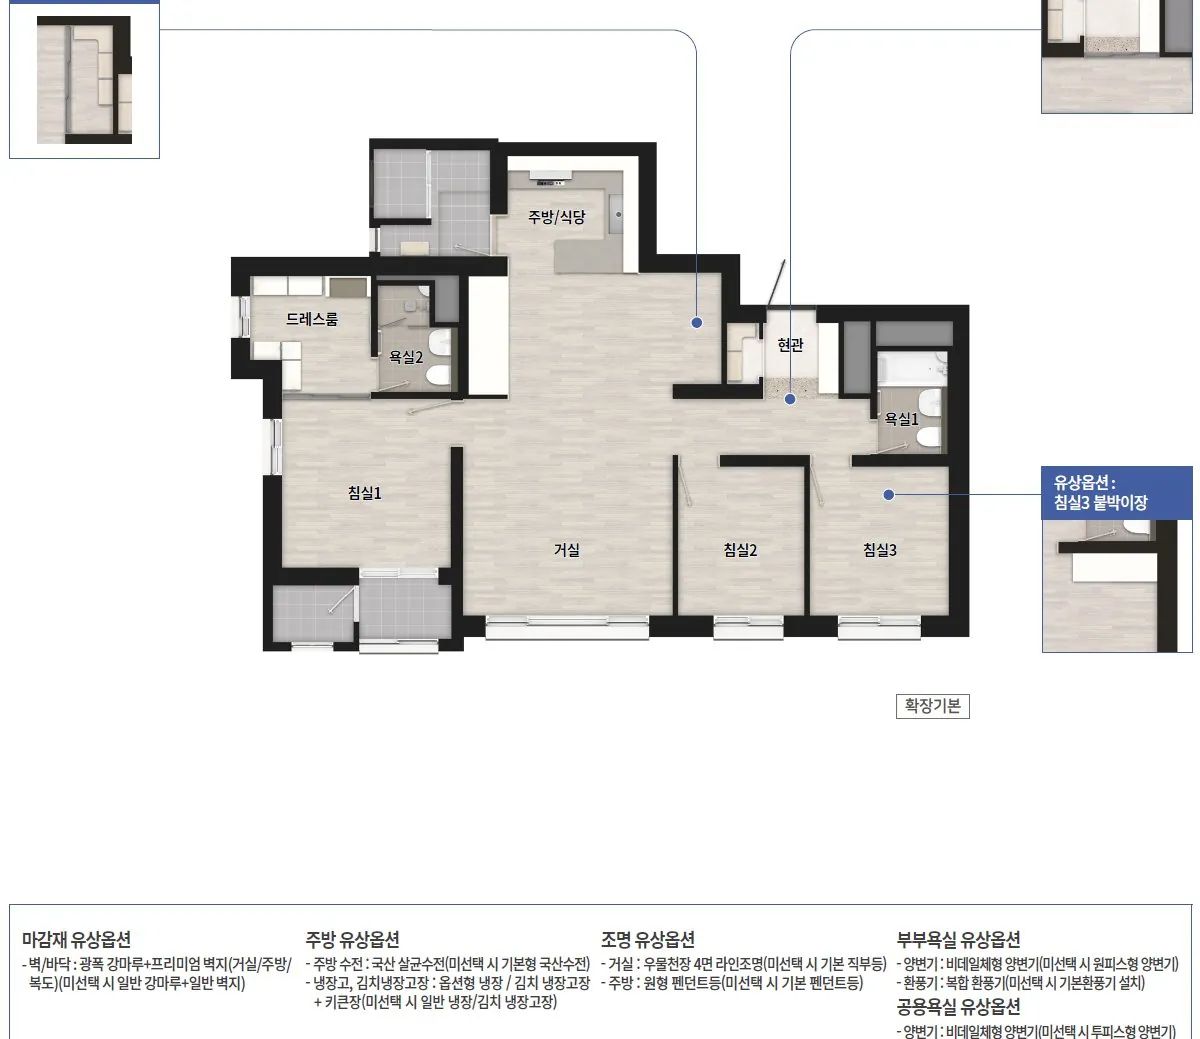 주방/식당
드레스룸
욕실2
현관
욕실1
침실1
거실
침실2
침실3
유상옵션 :
침실3 붙박이장
확장기본
마감재 유상옵션
- 벽/바닥 : 광폭 강마루+프리미엄 벽지(거실/주방/
복도)(미선택 시 일반 강마루+일반 벽지)
주방 유상옵션
- 주방 수전 : 국산 살균수전(미선택 시 기본형 국산수전)
- 냉장고, 김치냉장고장 : 옵션형 냉장 / 김치 냉장고장
+ 키큰장(미선택 시 일반 냉장/김치 냉장고장)
조명 유상옵션
- 거실 : 우물천장 4면 라인조명(미선택 시 기본 직부등)
- 주방 : 원형 펜던트등(미선택 시 기본 펜던트등)
부부욕실 유상옵션
- 양변기 : 비데일체형 양변기(미선택 시 원피스형 양변기)
- 환풍기 : 복합 환풍기(미선택 시 기본환풍기 설치)
공용욕실 유상옵션
- 양변기 : 비데일체형 양변기(미선택 시 투피스형 양변기)